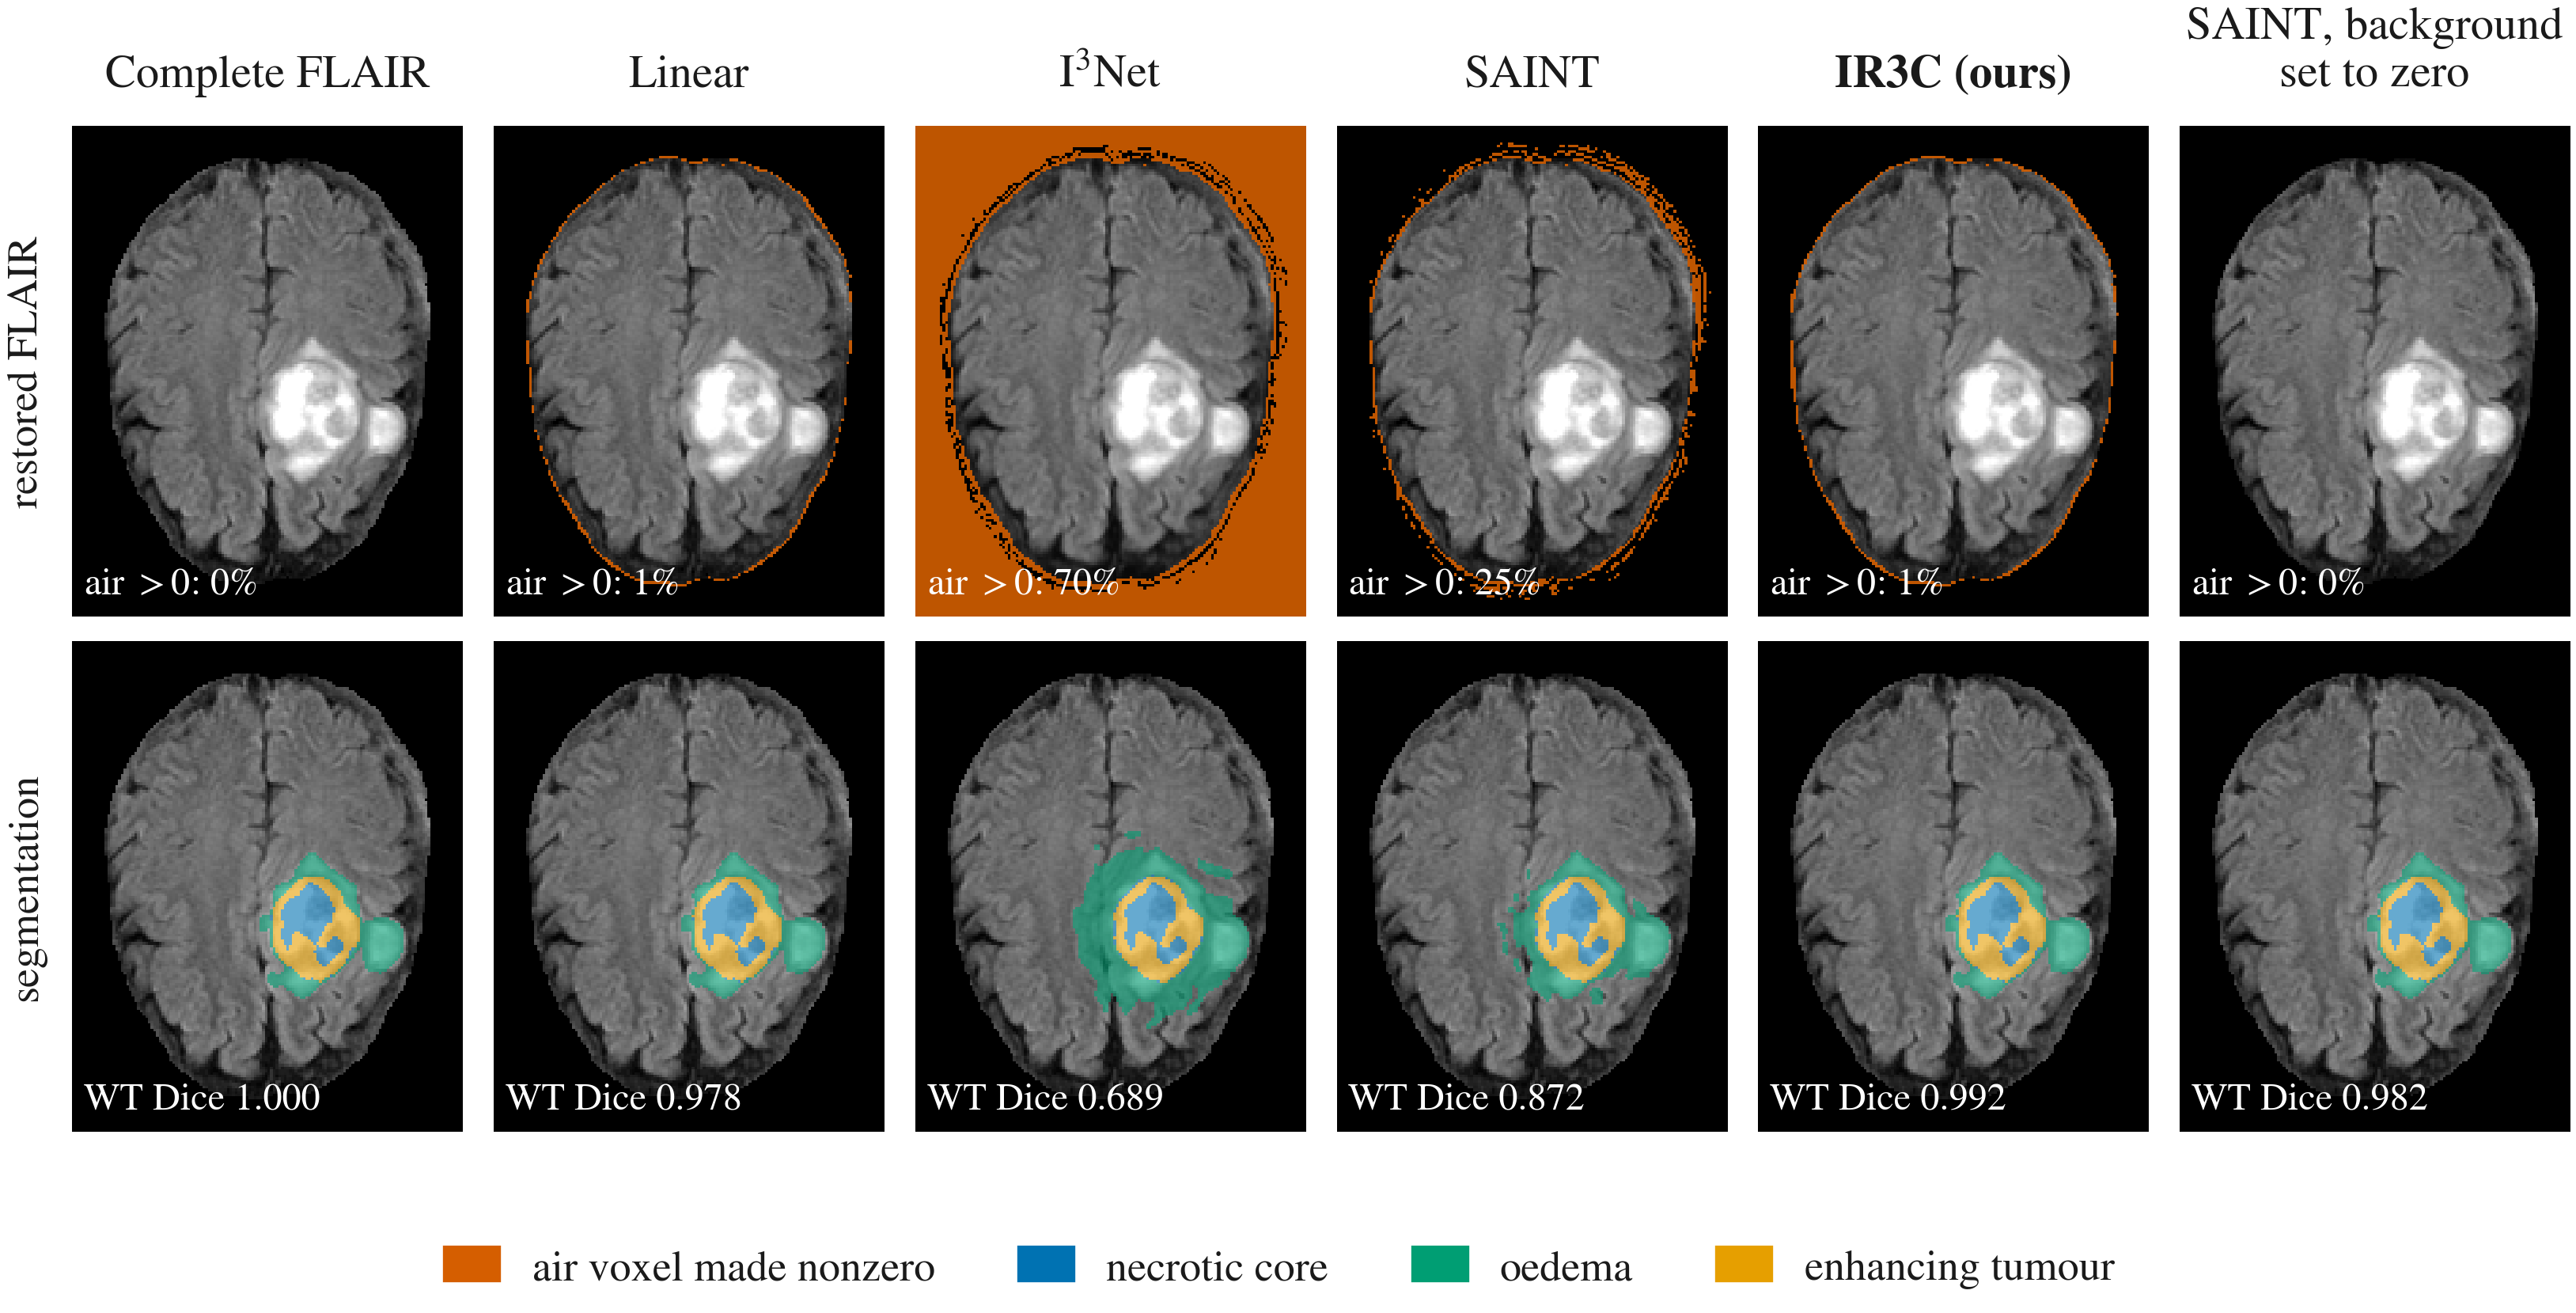 Complete FLAIR
Linear
I³Net
SAINT
IR3C (ours)
SAINT, background
set to zero
restored FLAIR
air >0: 0%
air >0: 1%
air >0: 70%
air >0: 25%
air >0: 1%
air >0: 0%
segmentation
WT Dice 1.000
WT Dice 0.978
WT Dice 0.689
WT Dice 0.872
WT Dice 0.992
WT Dice 0.982
air voxel made nonzero
necrotic core
oedema
enhancing tumour